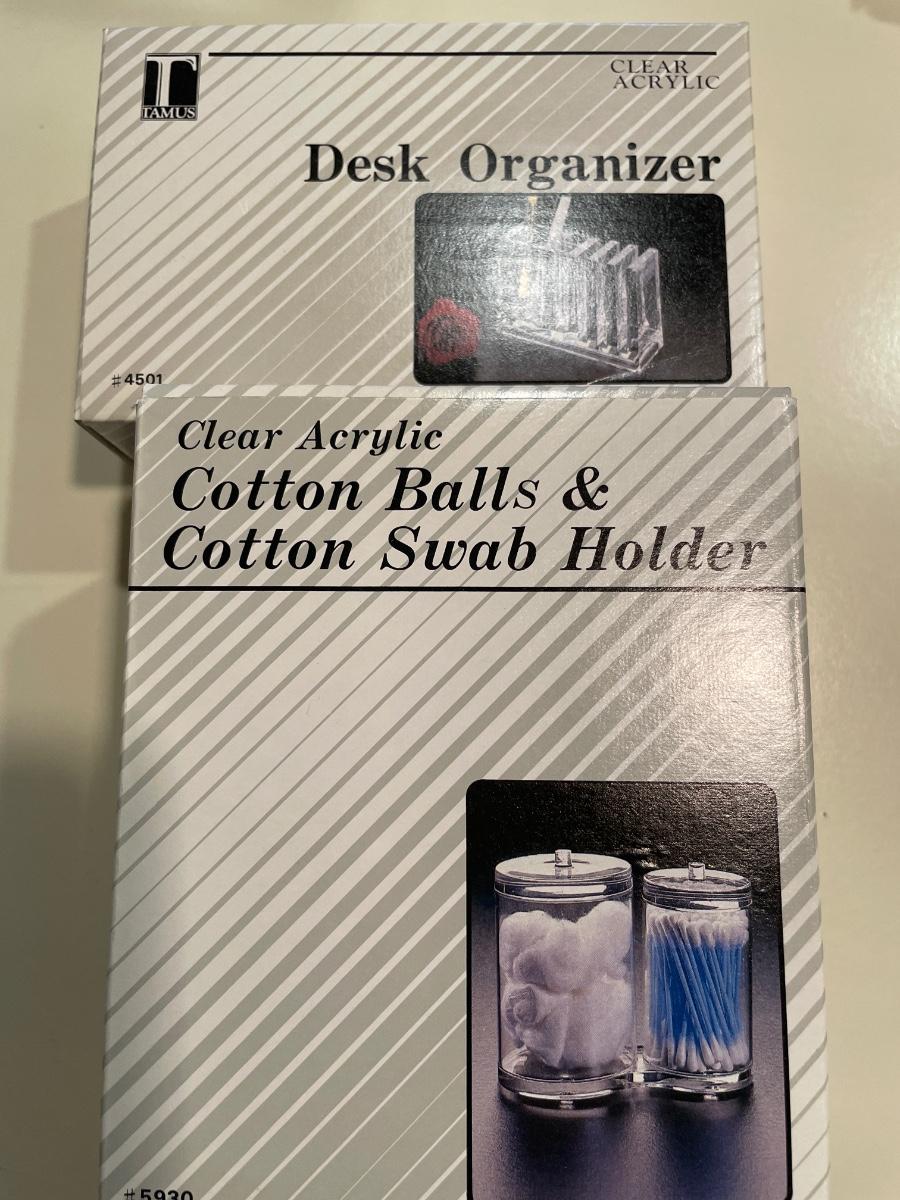 T
TAMUS
CLEAR
ACRYLIC
Desk Organizer
#4501
Clear Acrylic
Cotton Balls &
Cotton Swab Holder
#5930